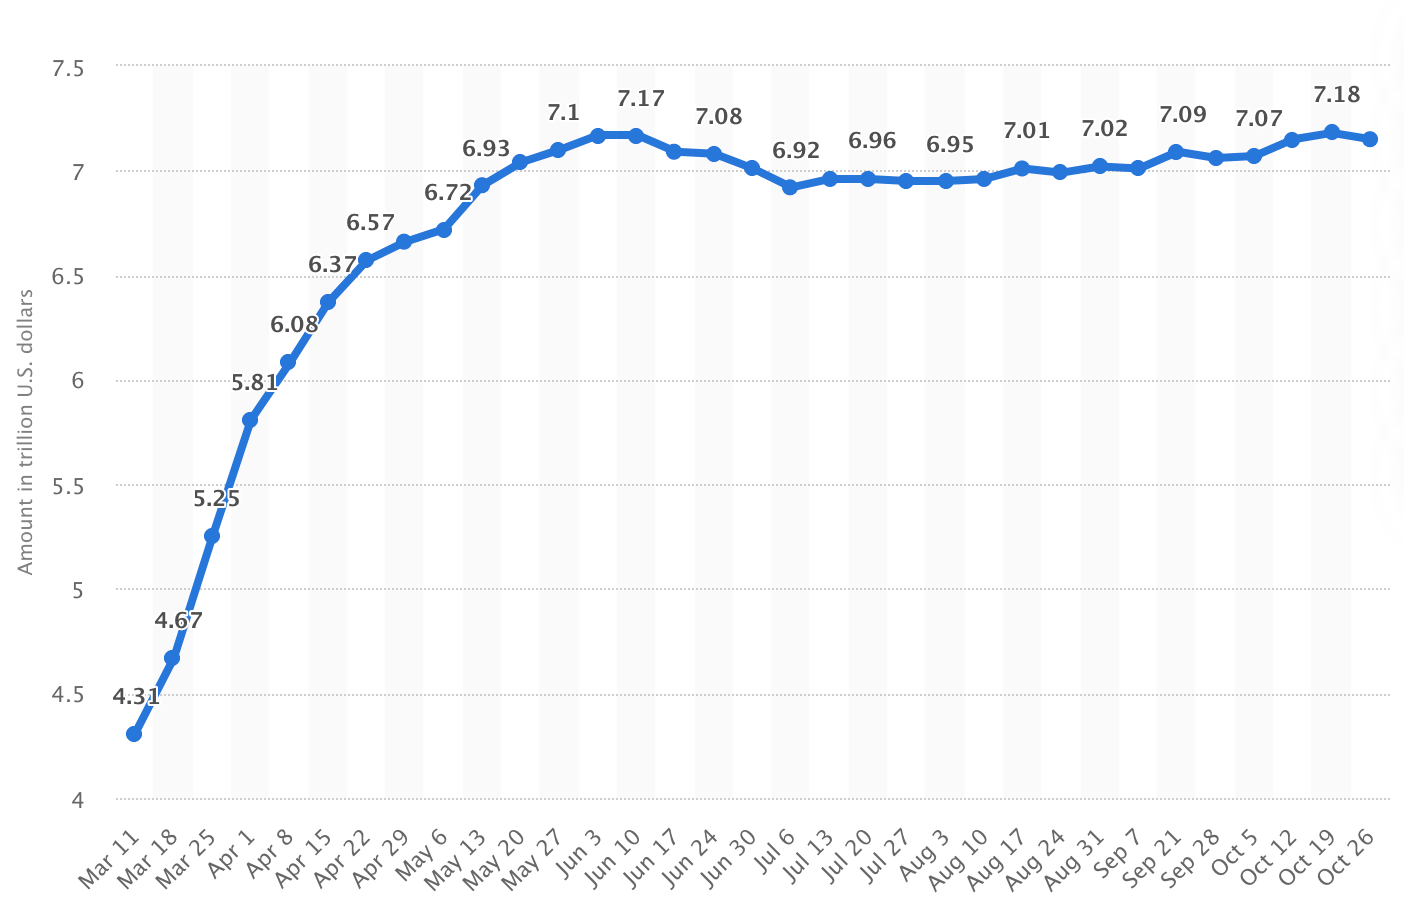 7.5
7
6.5
6
5.5
5
4.5
4
Amount in trillion U.S. dollars
4.31
4.67
5.25
5.81
6.08
6.37
6.57
6.72
6.93
7.1
7.17
7.08
6.92
6.96
6.95
7.01
7.02
7.09
7.07
7.18
Mar 11
Mar 18
Mar 25
Apr 1
Apr 8
Apr 15
Apr 22
Apr 29
May 6
May 13
May 20
May 27
Jun 3
Jun 10
Jun 17
Jun 24
Jun 30
Jul 6
Jul 13
Jul 20
Jul 27
Aug 3
Aug 10
Aug 17
Aug 24
Aug 31
Sep 7
Sep 21
Sep 28
Oct 5
Oct 12
Oct 19
Oct 26